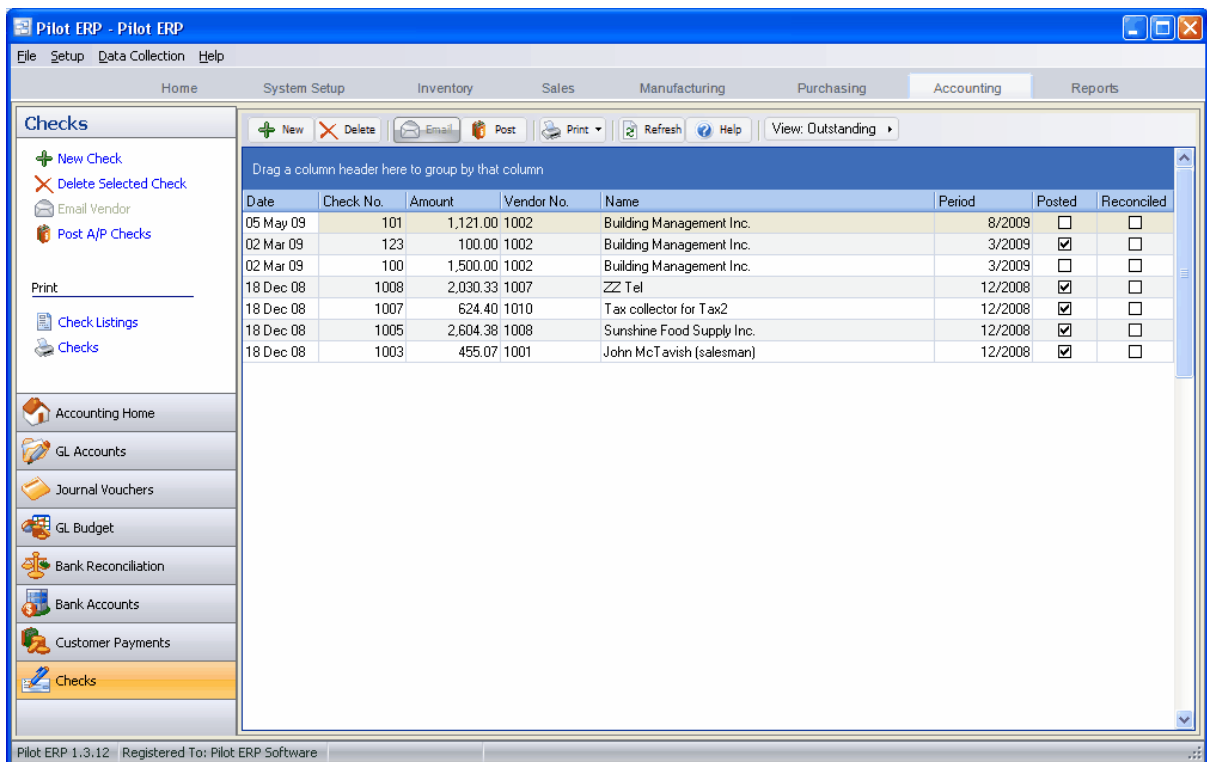 Pilot ERP - Pilot ERP
File Setup Data Collection Help
Home System Setup Inventory Sales Manufacturing Purchasing Accounting Reports
Checks
New Check
Delete Selected Check
Email Vendor
Post A/P Checks
Print
Check Listings
Checks
Accounting Home
GL Accounts
Journal Vouchers
GL Budget
Bank Reconciliation
Bank Accounts
Customer Payments
Checks
New Delete Email Post Print Refresh Help View: Outstanding
Drag a column header here to group by that column
Date Check No. Amount Vendor No. Name Period Posted Reconciled
05 May 09 101 1,121.00 1002 Building Management Inc. 8/2009
02 Mar 09 123 100.00 1002 Building Management Inc. 3/2009
02 Mar 09 100 1,500.00 1002 Building Management Inc. 3/2009
18 Dec 08 1008 2,030.33 1007 ZZ Tel 12/2008
18 Dec 08 1007 624.40 1010 Tax collector for Tax2 12/2008
18 Dec 08 1005 2,604.38 1008 Sunshine Food Supply Inc. 12/2008
18 Dec 08 1003 455.07 1001 John McTavish (salesman) 12/2008
Pilot ERP 1.3.12 Registered To: Pilot ERP Software